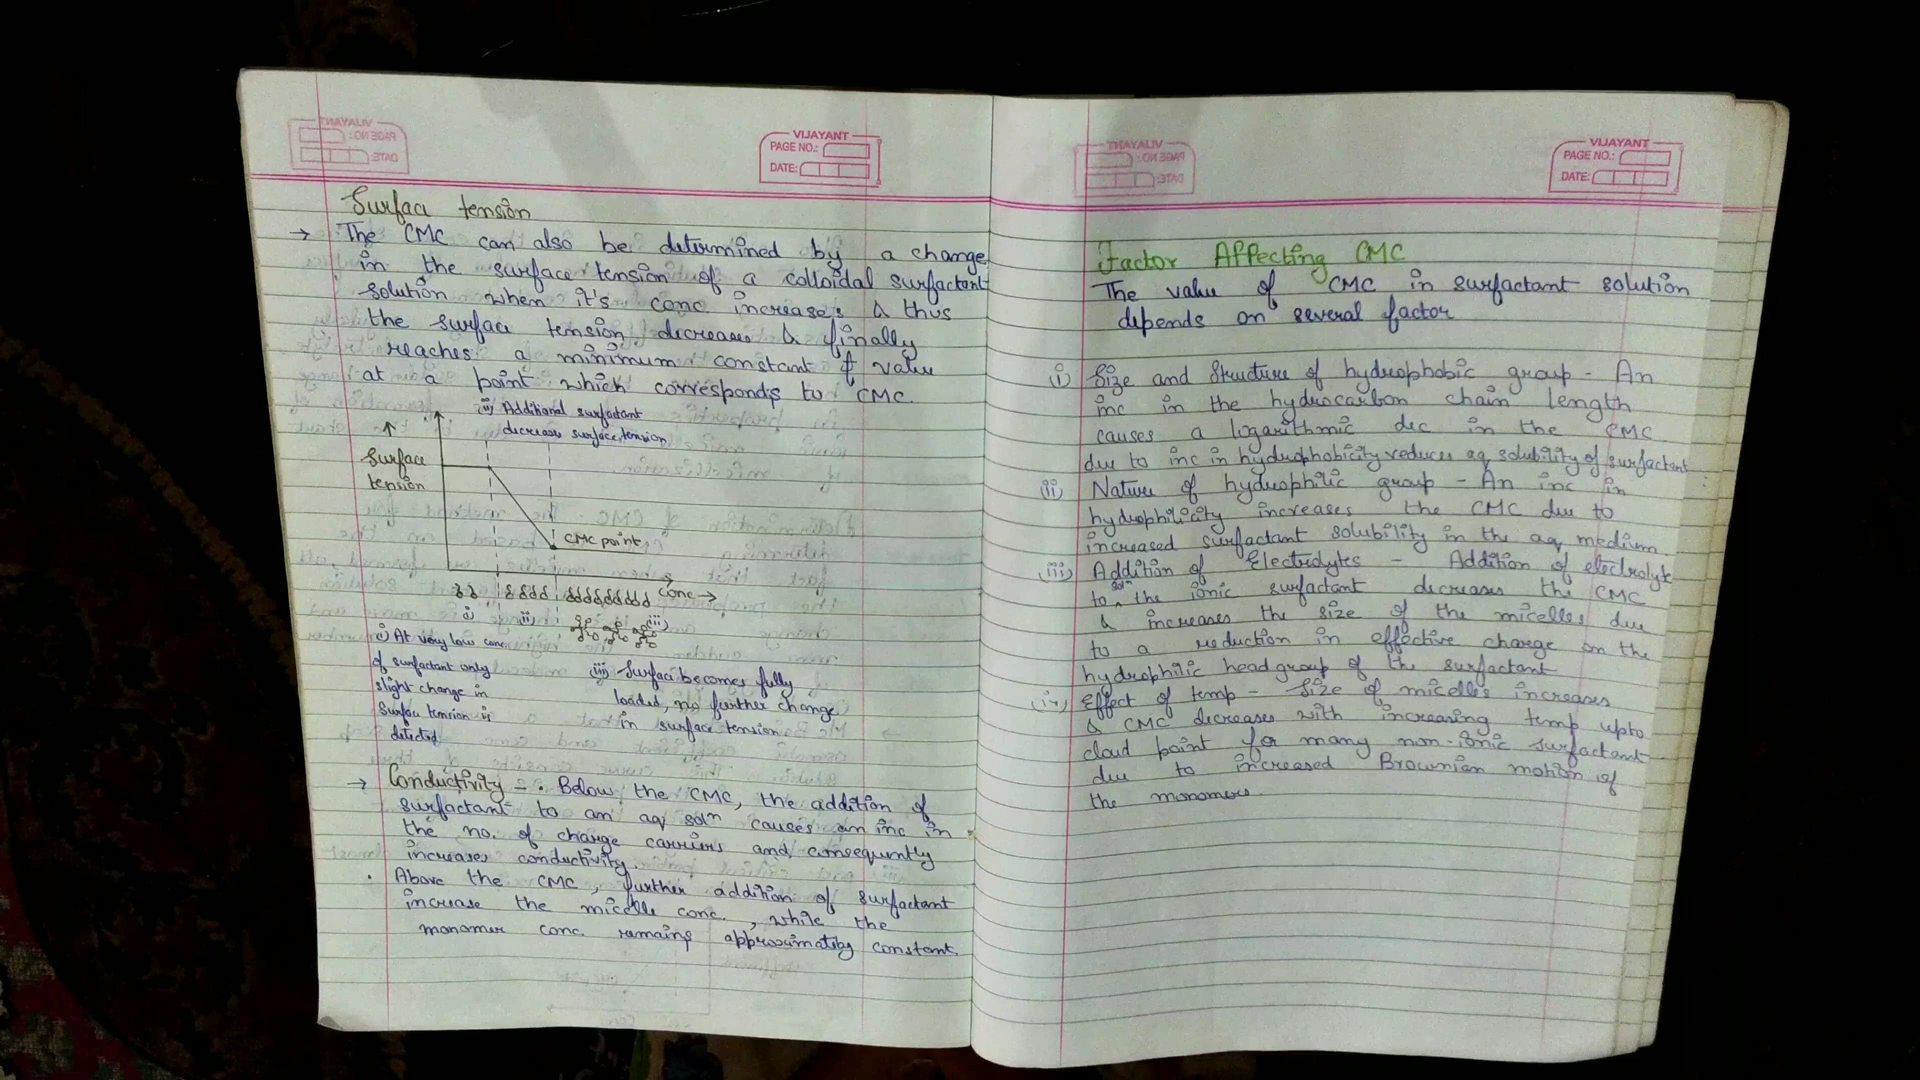 VIJAYANT
PAGE NO.:
DATE:
Surface tension
→ The CMC can also be determined by a change
in the surface tension of a colloidal surfactant
solution when it's conc increases & thus
the surface tension decreases & finally
reaches a minimum constant value
at a point which corresponds to CMC.
(ii) Additional surfactant
decrease surface tension
↑
Surface
tension
CMC point
Conc →
i) ii) (iii)
i) At very low conc
of surfactant only
slight change in
Surface tension is
detected
(iii) Surface becomes fully
loaded, no further change
in surface tension
→ Conductivity - • Below the CMC, the addition of
surfactant to an aq soln causes an inc in
the no. of charge carriers and consequently
increases conductivity.
• Above the CMC, further addition of surfactant
increase the micelle conc., while the
monomer conc. remains approximately constant.
VIJAYANT
PAGE NO.:
DATE:
Factor Affecting CMC
The value of CMC in surfactant solution
depends on several factor
(i) Size and Structure of hydrophobic group - An
inc in the hydrocarbon chain length
causes a logarithmic dec in the CMC
due to inc in hydrophobicity reduces aq solubility of surfactant
(ii) Nature of hydrophilic group - An inc in
hydrophilicity increases the CMC due to
increased surfactant solubility in the aq medium.
(iii) Addition of Electrolytes - Addition of electrolyte
to soln the ionic surfactant decreases the CMC
& increases the size of the micelles due
to a reduction in effective charge on the
hydrophilic headgroup of the surfactant
(iv) Effect of temp - Size of micelles increases
& CMC decreases with increasing temp upto
cloud point for many non-ionic surfactant
due to increased Brownian motion of
the monomers.